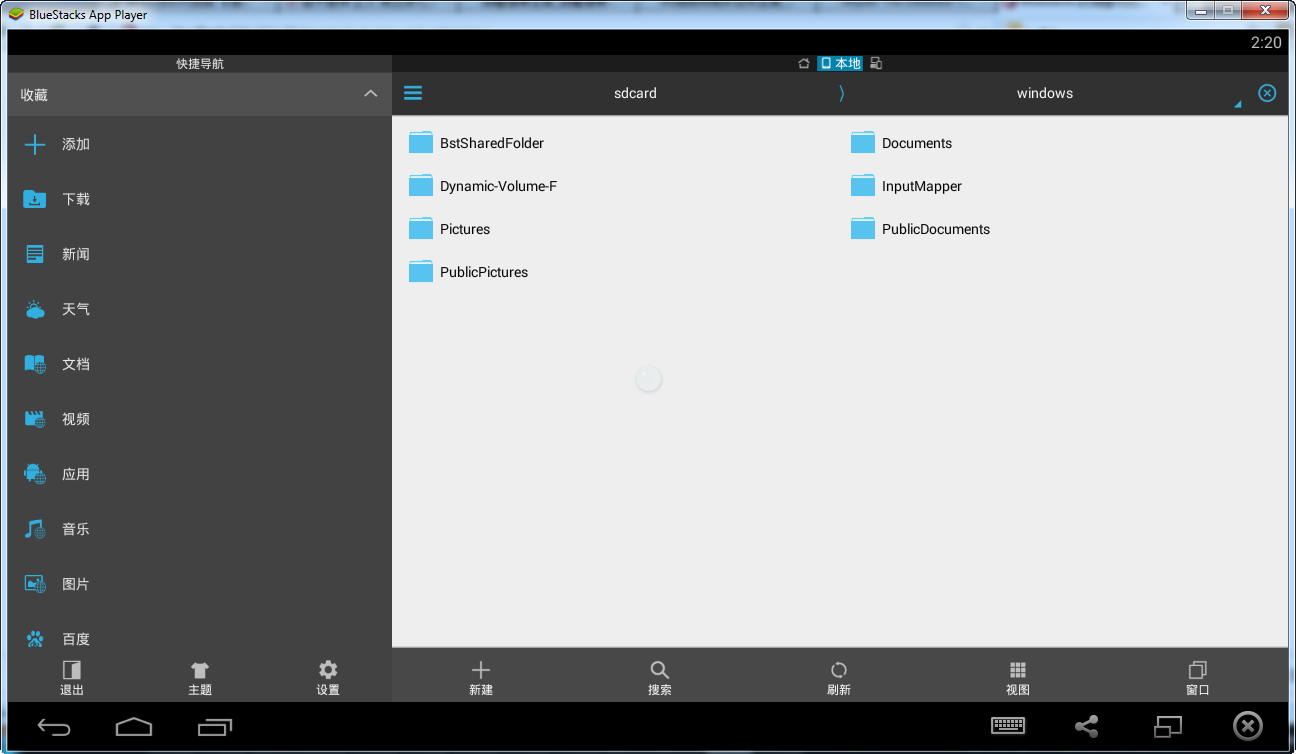 BlueStacks App Player
2:20
快捷导航
本地
收藏
sdcard
windows
添加
下载
新闻
天气
文档
视频
应用
音乐
图片
百度
BstSharedFolder
Documents
Dynamic-Volume-F
InputMapper
Pictures
PublicDocuments
PublicPictures
退出
主题
设置
新建
搜索
刷新
视图
窗口